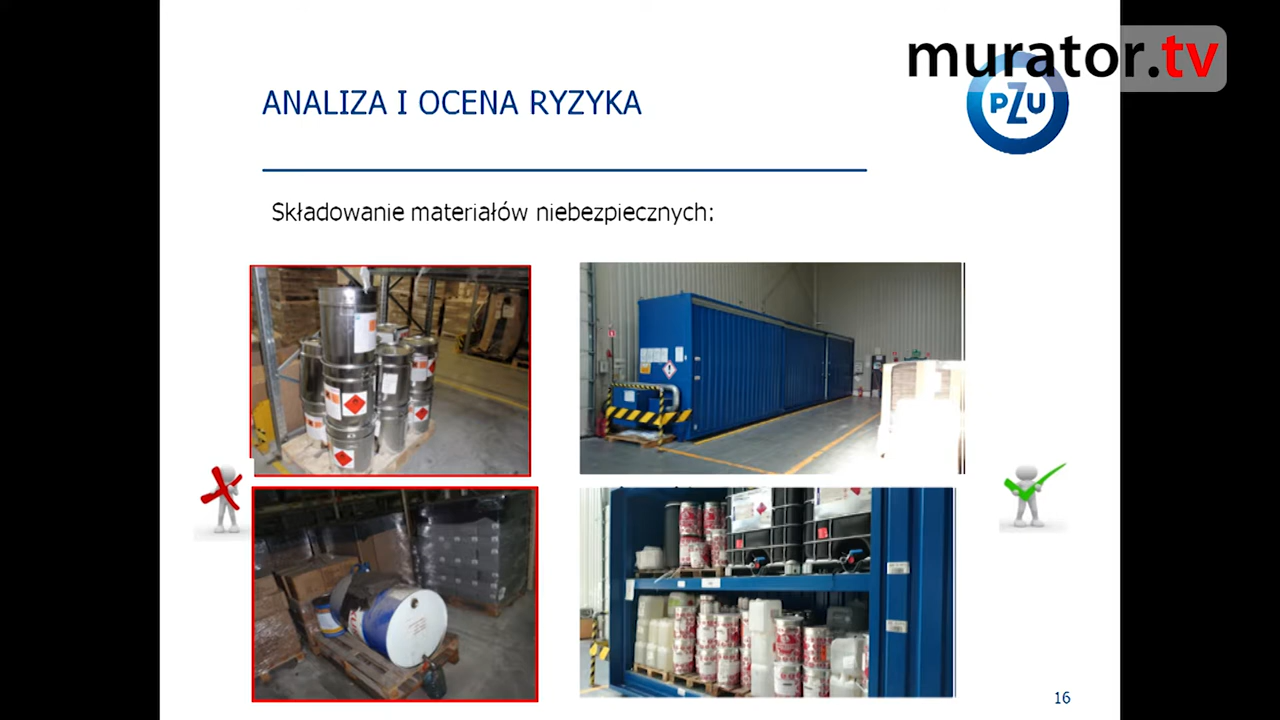 murator.tv
PZU
ANALIZA I OCENA RYZYKA
Składowanie materiałów niebezpiecznych:
16